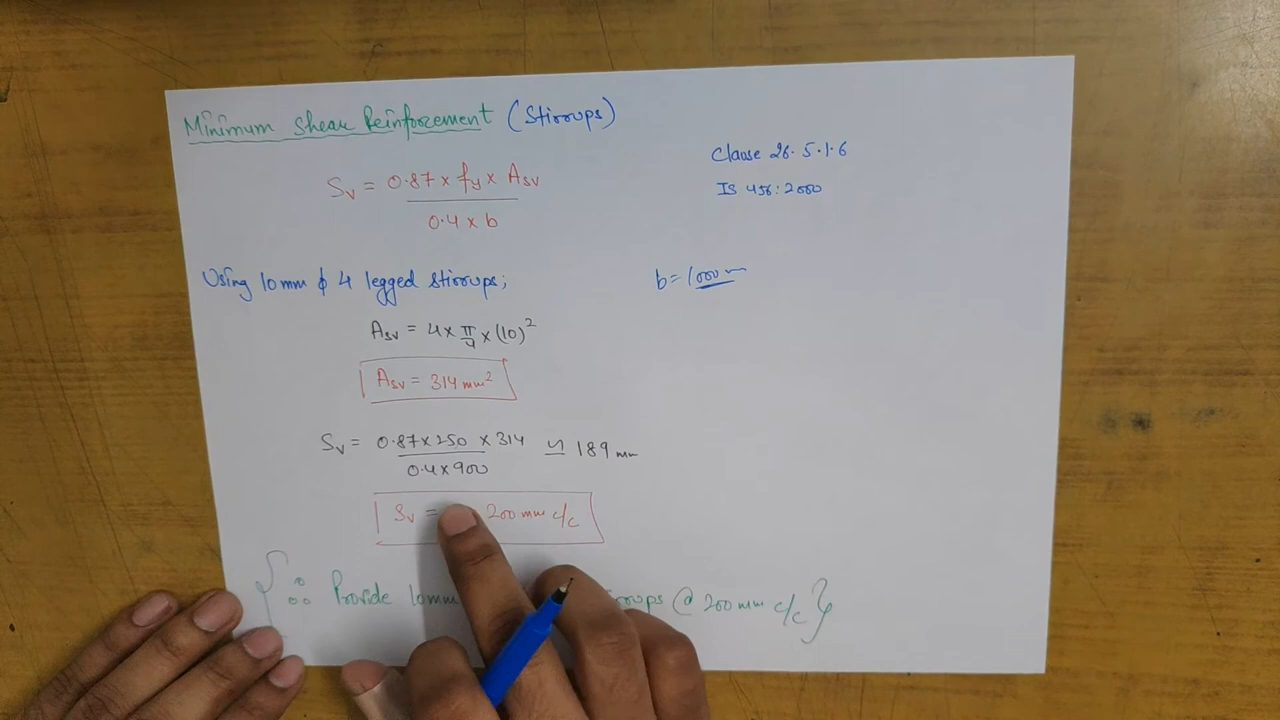 Minimum Shear Reinforcement (Stirrups)
Clause 26.5.1.6
IS 456:2000
Sv = 0.87 × fy × Asv
0.4 × b
Using 10mm ϕ 4 legged stirrups;
b = 1000
Asv = 4 × π/4 × (10)²
Asv = 314 mm²
Sv = 0.87 × 250 × 314 ≃ 189 mm
0.4 × 900
Sv = 200 mm c/c
∴ Provide 10mm @ 200 mm c/c